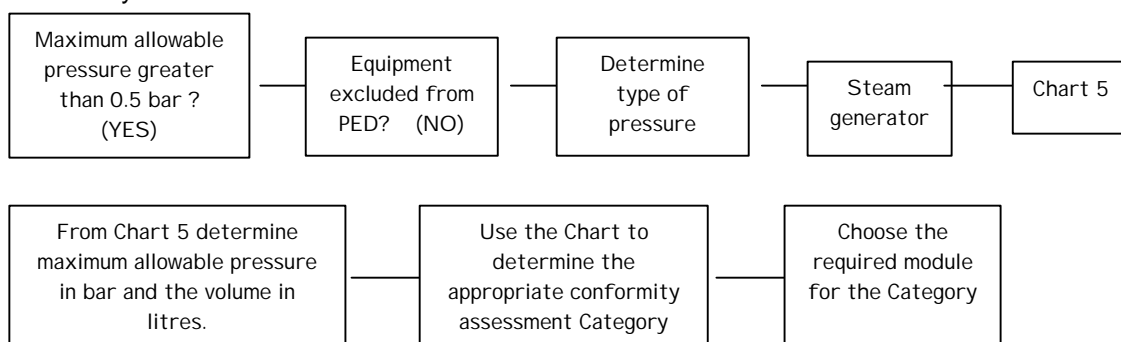 Maximum allowable
pressure greater
than 0.5 bar ?
(YES)
Equipment
excluded from
PED? (NO)
Determine
type of
pressure
Steam
generator
Chart 5
From Chart 5 determine
maximum allowable pressure
in bar and the volume in
litres.
Use the Chart to
determine the
appropriate conformity
assessment Category
Choose the
required module
for the Category